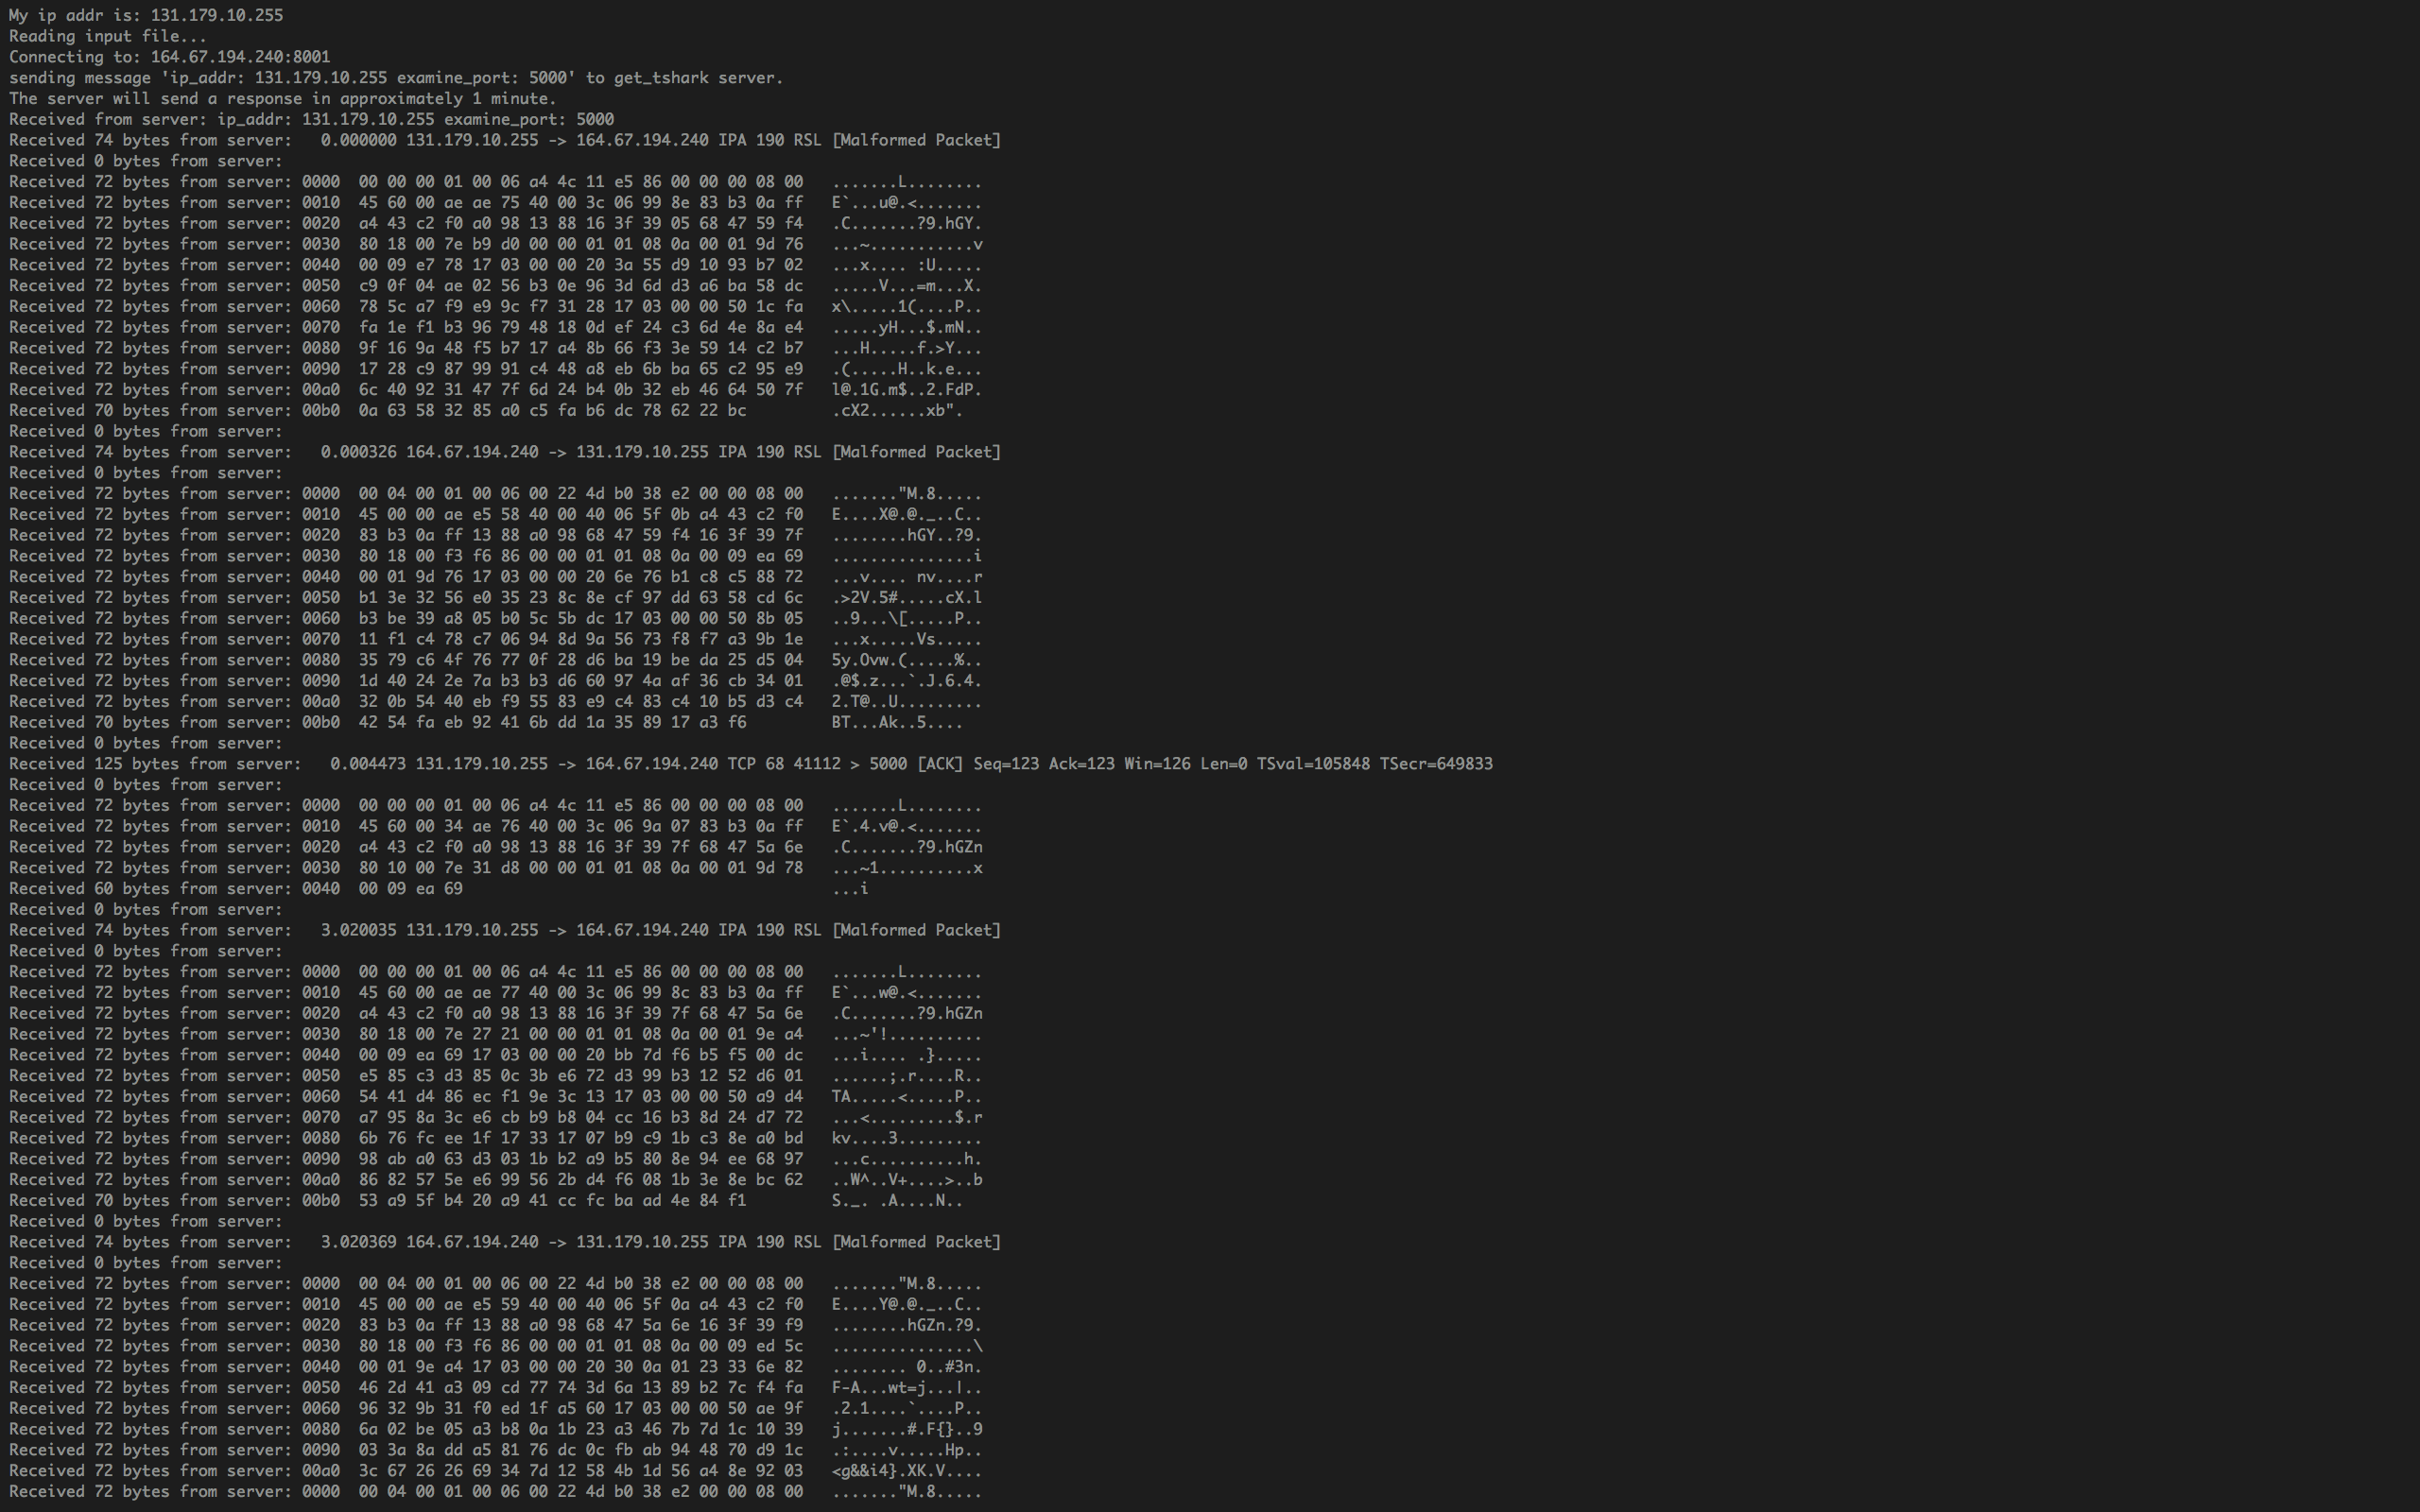 My ip addr is: 131.179.10.255
Reading input file...
Connecting to: 164.67.194.240:8001
sending message 'ip_addr: 131.179.10.255 examine_port: 5000' to get_tshark server.
The server will send a response in approximately 1 minute.
Received from server: ip_addr: 131.179.10.255 examine_port: 5000
Received 74 bytes from server:   0.000000 131.179.10.255 -> 164.67.194.240 IPA 190 RSL [Malformed Packet]
Received 0 bytes from server:
Received 72 bytes from server: 0000  00 00 00 01 00 06 a4 4c 11 e5 86 00 00 00 08 00   .......L........
Received 72 bytes from server: 0010  45 60 00 ae ae 75 40 00 3c 06 99 8e 83 b3 0a ff   E`...u@.<.......
Received 72 bytes from server: 0020  a4 43 c2 f0 a0 98 13 88 16 3f 39 05 68 47 59 f4   .C.......?9.hGY.
Received 72 bytes from server: 0030  80 18 00 7e b9 d0 00 00 01 01 08 0a 00 01 9d 76   ...~...........v
Received 72 bytes from server: 0040  00 09 e7 78 17 03 00 00 20 3a 55 d9 10 93 b7 02   ...x.... :U.....
Received 72 bytes from server: 0050  c9 0f 04 ae 02 56 b3 0e 96 3d 6d d3 a6 ba 58 dc   .....V...=m...X.
Received 72 bytes from server: 0060  78 5c a7 f9 e9 9c f7 31 28 17 03 00 00 50 1c fa   x\.....1(....P..
Received 72 bytes from server: 0070  fa 1e f1 b3 96 79 48 18 0d ef 24 c3 6d 4e 8a e4   .....yH...$.mN..
Received 72 bytes from server: 0080  9f 16 9a 48 f5 b7 17 a4 8b 66 f3 3e 59 14 c2 b7   ...H.....f.>Y...
Received 72 bytes from server: 0090  17 28 c9 87 99 91 c4 48 a8 eb 6b ba 65 c2 95 e9   .(.....H..k.e...
Received 72 bytes from server: 00a0  6c 40 92 31 47 7f 6d 24 b4 0b 32 eb 46 64 50 7f   l@.1G.m$..2.FdP.
Received 70 bytes from server: 00b0  0a 63 58 32 85 a0 c5 fa b6 dc 78 62 22 bc         .cX2......xb".
Received 0 bytes from server:
Received 74 bytes from server:   0.000326 164.67.194.240 -> 131.179.10.255 IPA 190 RSL [Malformed Packet]
Received 0 bytes from server:
Received 72 bytes from server: 0000  00 04 00 01 00 06 00 22 4d b0 38 e2 00 00 08 00   ......."M.8.....
Received 72 bytes from server: 0010  45 00 00 ae e5 58 40 00 40 06 5f 0b a4 43 c2 f0   E....X@.@._..C..
Received 72 bytes from server: 0020  83 b3 0a ff 13 88 a0 98 68 47 59 f4 16 3f 39 7f   ........hGY..?9.
Received 72 bytes from server: 0030  80 18 00 f3 f6 86 00 00 01 01 08 0a 00 09 ea 69   ...............i
Received 72 bytes from server: 0040  00 01 9d 76 17 03 00 00 20 6e 76 b1 c8 c5 88 72   ...v.... nv....r
Received 72 bytes from server: 0050  b1 3e 32 56 e0 35 23 8c 8e cf 97 dd 63 58 cd 6c   .>2V.5#.....cX.l
Received 72 bytes from server: 0060  b3 be 39 a8 05 b0 5c 5b dc 17 03 00 00 50 8b 05   ..9...\[.....P..
Received 72 bytes from server: 0070  11 f1 c4 78 c7 06 94 8d 9a 56 73 f8 f7 a3 9b 1e   ...x.....Vs.....
Received 72 bytes from server: 0080  35 79 c6 4f 76 77 0f 28 d6 ba 19 be da 25 d5 04   5y.Ovw.(.....%..
Received 72 bytes from server: 0090  1d 40 24 2e 7a b3 b3 d6 60 97 4a af 36 cb 34 01   .@$.z...`.J.6.4.
Received 72 bytes from server: 00a0  32 0b 54 40 eb f9 55 83 e9 c4 83 c4 10 b5 d3 c4   2.T@..U.........
Received 70 bytes from server: 00b0  42 54 fa eb 92 41 6b dd 1a 35 89 17 a3 f6         BT...Ak..5....
Received 0 bytes from server:
Received 125 bytes from server:   0.004473 131.179.10.255 -> 164.67.194.240 TCP 68 41112 > 5000 [ACK] Seq=123 Ack=123 Win=126 Len=0 TSval=105848 TSecr=649833
Received 0 bytes from server:
Received 72 bytes from server: 0000  00 00 00 01 00 06 a4 4c 11 e5 86 00 00 00 08 00   .......L........
Received 72 bytes from server: 0010  45 60 00 34 ae 76 40 00 3c 06 9a 07 83 b3 0a ff   E`.4.v@.<.......
Received 72 bytes from server: 0020  a4 43 c2 f0 a0 98 13 88 16 3f 39 7f 68 47 5a 6e   .C.......?9.hGZn
Received 72 bytes from server: 0030  80 10 00 7e 31 d8 00 00 01 01 08 0a 00 01 9d 78   ...~1..........x
Received 60 bytes from server: 0040  00 09 ea 69                                       ...i
Received 0 bytes from server:
Received 74 bytes from server:   3.020035 131.179.10.255 -> 164.67.194.240 IPA 190 RSL [Malformed Packet]
Received 0 bytes from server:
Received 72 bytes from server: 0000  00 00 00 01 00 06 a4 4c 11 e5 86 00 00 00 08 00   .......L........
Received 72 bytes from server: 0010  45 60 00 ae ae 77 40 00 3c 06 99 8c 83 b3 0a ff   E`...w@.<.......
Received 72 bytes from server: 0020  a4 43 c2 f0 a0 98 13 88 16 3f 39 7f 68 47 5a 6e   .C.......?9.hGZn
Received 72 bytes from server: 0030  80 18 00 7e 27 21 00 00 01 01 08 0a 00 01 9e a4   ...~'!..........
Received 72 bytes from server: 0040  00 09 ea 69 17 03 00 00 20 bb 7d f6 b5 f5 00 dc   ...i.... .}.....
Received 72 bytes from server: 0050  e5 85 c3 d3 85 0c 3b e6 72 d3 99 b3 12 52 d6 01   ......;.r....R..
Received 72 bytes from server: 0060  54 41 d4 86 ec f1 9e 3c 13 17 03 00 00 50 a9 d4   TA.....<.....P..
Received 72 bytes from server: 0070  a7 95 8a 3c e6 cb b9 b8 04 cc 16 b3 8d 24 d7 72   ...<.........$.r
Received 72 bytes from server: 0080  6b 76 fc ee 1f 17 33 17 07 b9 c9 1b c3 8e a0 bd   kv....3.........
Received 72 bytes from server: 0090  98 ab a0 63 d3 03 1b b2 a9 b5 80 8e 94 ee 68 97   ...c..........h.
Received 72 bytes from server: 00a0  86 82 57 5e e6 99 56 2b d4 f6 08 1b 3e 8e bc 62   ..W^..V+....>..b
Received 70 bytes from server: 00b0  53 a9 5f b4 20 a9 41 cc fc ba ad 4e 84 f1         S._. .A....N..
Received 0 bytes from server:
Received 74 bytes from server:   3.020369 164.67.194.240 -> 131.179.10.255 IPA 190 RSL [Malformed Packet]
Received 0 bytes from server:
Received 72 bytes from server: 0000  00 04 00 01 00 06 00 22 4d b0 38 e2 00 00 08 00   ......."M.8.....
Received 72 bytes from server: 0010  45 00 00 ae e5 59 40 00 40 06 5f 0a a4 43 c2 f0   E....Y@.@._..C..
Received 72 bytes from server: 0020  83 b3 0a ff 13 88 a0 98 68 47 5a 6e 16 3f 39 f9   ........hGZn.?9.
Received 72 bytes from server: 0030  80 18 00 f3 f6 86 00 00 01 01 08 0a 00 09 ed 5c   ...............\
Received 72 bytes from server: 0040  00 01 9e a4 17 03 00 00 20 30 0a 01 23 33 6e 82   ........ 0..#3n.
Received 72 bytes from server: 0050  46 2d 41 a3 09 cd 77 74 3d 6a 13 89 b2 7c f4 fa   F-A...wt=j...|..
Received 72 bytes from server: 0060  96 32 9b 31 f0 ed 1f a5 60 17 03 00 00 50 ae 9f   .2.1....`....P..
Received 72 bytes from server: 0080  6a 02 be 05 a3 b8 0a 1b 23 a3 46 7b 7d 1c 10 39   j.......#.F{}..9
Received 72 bytes from server: 0090  03 3a 8a dd a5 81 76 dc 0c fb ab 94 48 70 d9 1c   .:....v.....Hp..
Received 72 bytes from server: 00a0  3c 67 26 26 69 34 7d 12 58 4b 1d 56 a4 8e 92 03   <g&&i4}.XK.V....
Received 72 bytes from server: 0000  00 04 00 01 00 06 00 22 4d b0 38 e2 00 00 08 00   ......."M.8.....